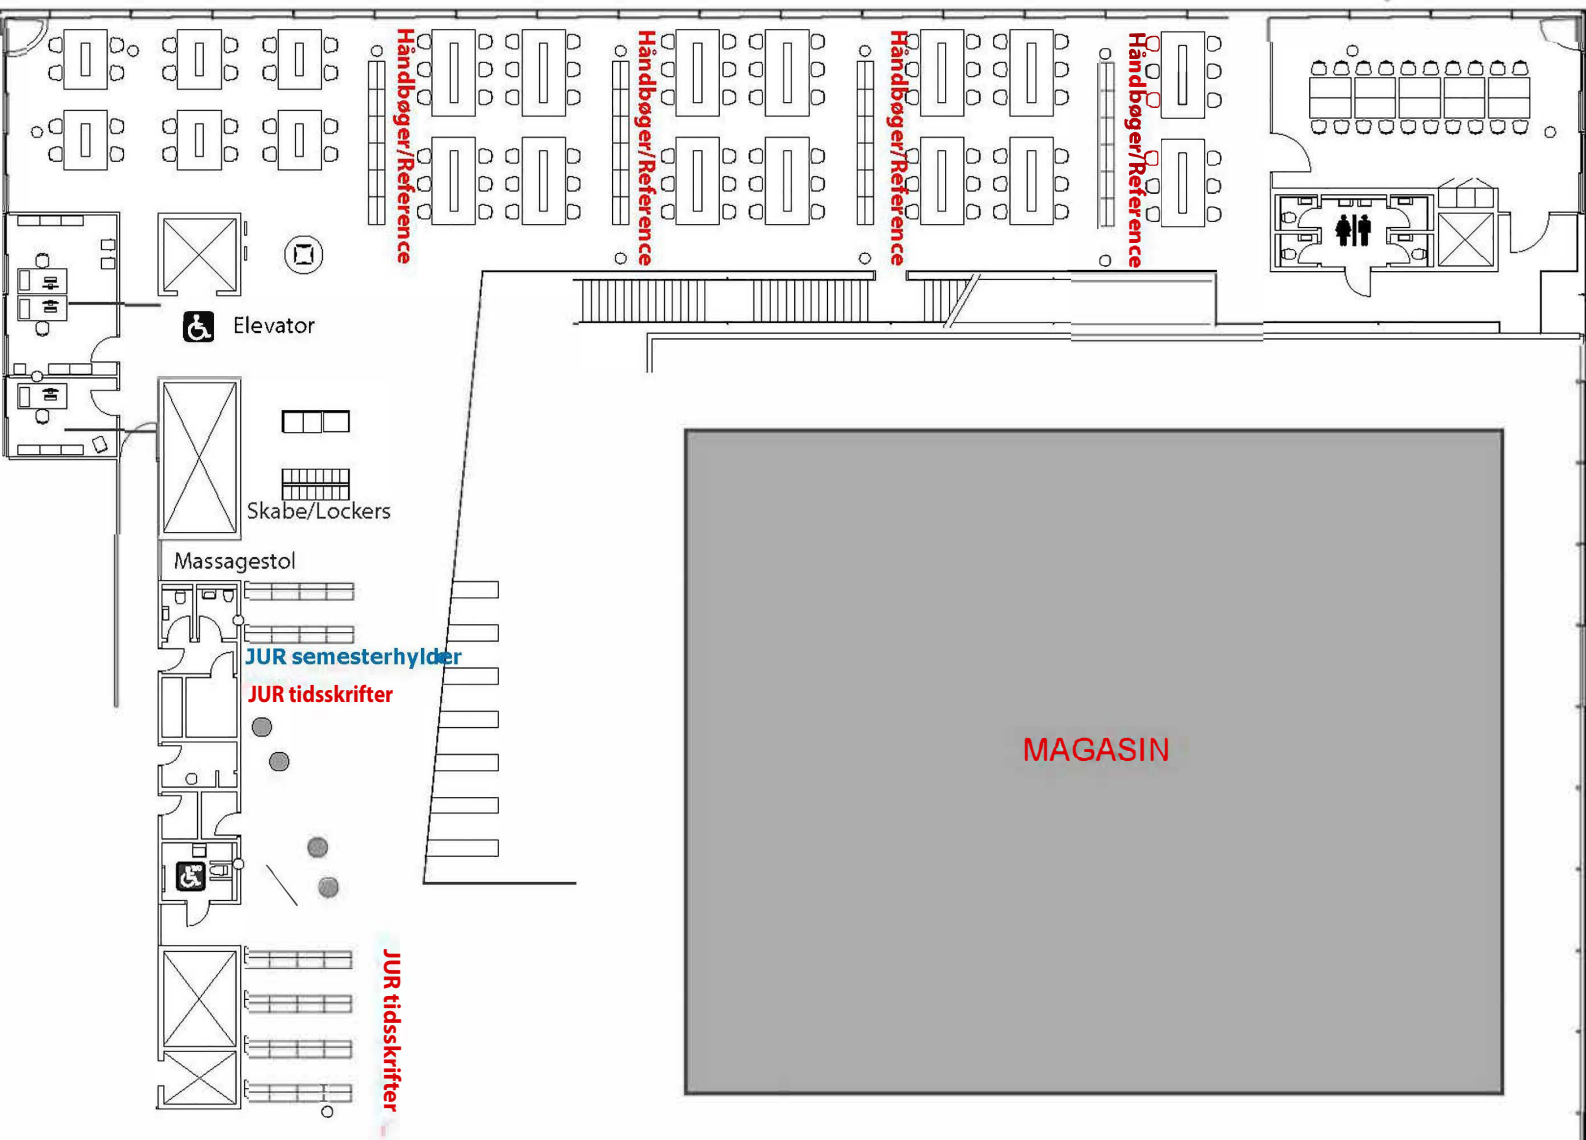 Håndbøger/Reference
Håndbøger/Reference
Håndbøger/Reference
Håndbøger/Reference
Elevator
Skabe/Lockers
Massagestol
JUR semesterhylder
JUR tidsskrifter
MAGASIN
JUR tidsskrifter